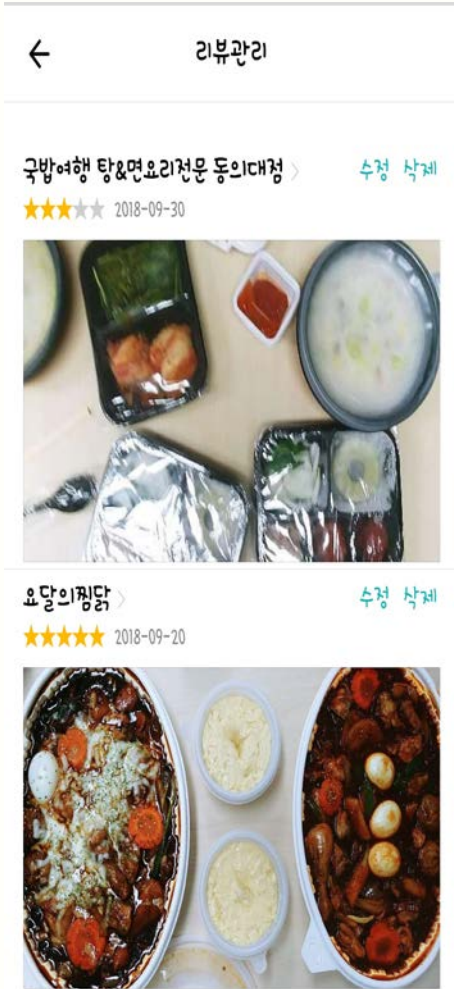 리뷰관리
국밥여행 탕&면요리전문 동의대점
수정 삭제
2018-09-30
요달의찜닭
수정 삭제
2018-09-20